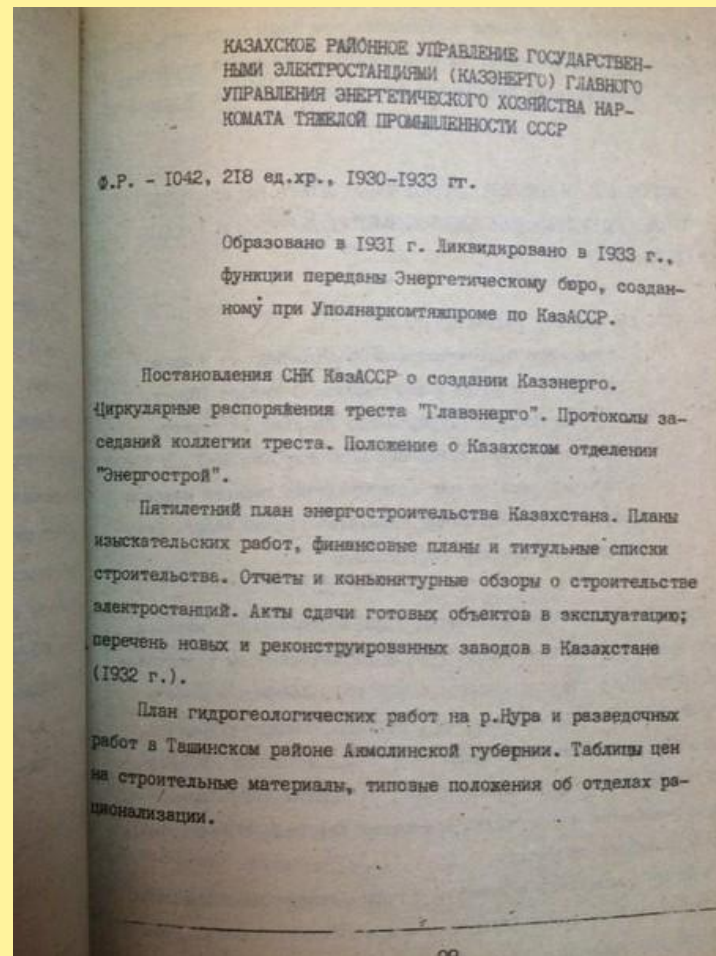 КАЗАХСКОЕ РАЙОННОЕ УПРАВЛЕНИЕ ГОСУДАРСТВЕН-
НЫМИ ЭЛЕКТРОСТАНЦИЯМИ (КАЗЭНЕРГО) ГЛАВНОГО
УПРАВЛЕНИЯ ЭНЕРГЕТИЧЕСКОГО ХОЗЯЙСТВА НАР-
КОМАТА ТЯЖЕЛОЙ ПРОМЫШЛЕННОСТИ СССР
Ф.Р. - I042, 2I8 ед.хр., I930-I933 гг.
Образовано в I93I г. Ликвидировано в I933 г.,
функции переданы Энергетическому бюро, создан-
ному при Уполнаркомтяжпроме по КазАССР.
Постановления СНК КазАССР о создании Казэнерго.
Циркулярные распоряжения треста "Главэнерго". Протоколы за-
седаний коллегии треста. Положение о Казахском отделении
"Энергострой".
Пятилетний план энергостроительства Казахстана. Планы
изыскательских работ, финансовые планы и титульные списки
строительства. Отчеты и коньюнктурные обзоры о строительстве
электростанций. Акты сдачи готовых объектов в эксплуатацию;
перечень новых и реконструированных заводов в Казахстане
(I932 г.).
План гидрогеологических работ на р.Нура и разведочных
работ в Ташинском районе Акмолинской губернии. Таблицы цен
на строительные материалы, типовые положения об отделах ра-
ционализации.